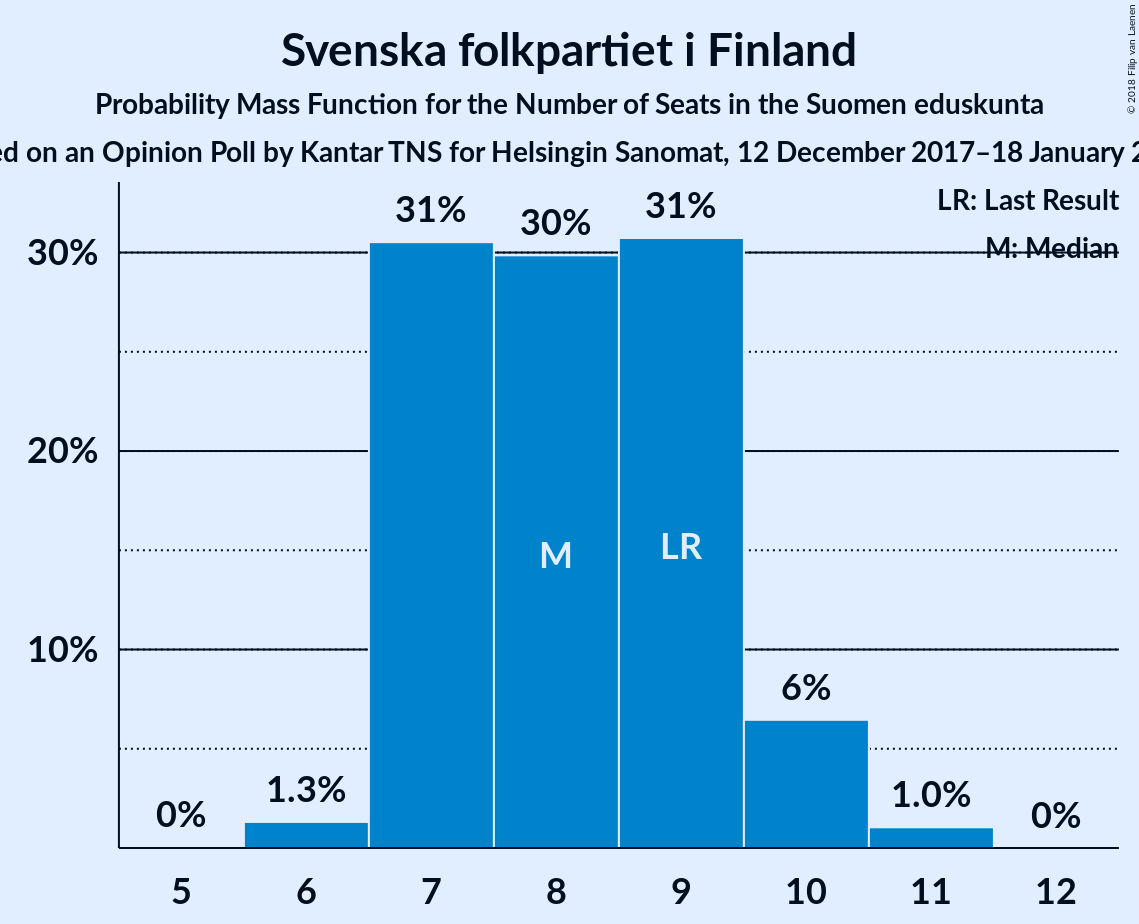 Svenska folkpartiet i Finland
Probability Mass Function for the Number of Seats in the Suomen eduskunta
on an Opinion Poll by Kantar TNS for Helsingin Sanomat, 12 December 2017–18 January
© 2018 Filip van Laenen
LR: Last Result
M: Median
31%
30%
31%
30%
20%
M
LR
10%
6%
1.3%
1.0%
0%
0%
5
6
7
8
9
10
11
12